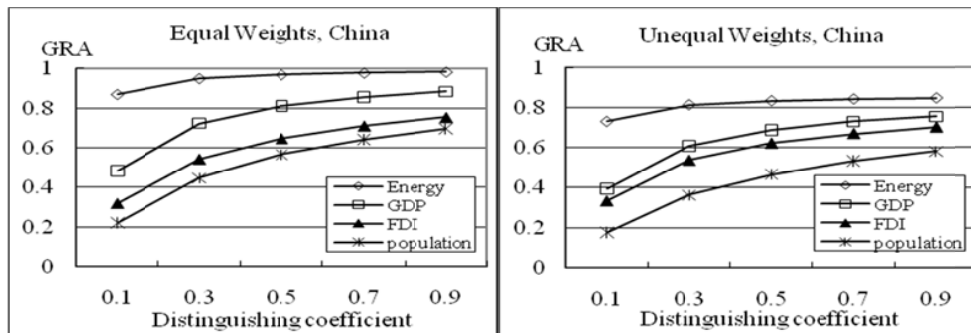 Equal Weights, China
GRA
1
0.8
0.6
0.4
0.2
0
Energy
GDP
FDI
population
0.1 0.3 0.5 0.7 0.9
Distinguishing coefficient
Unequal Weights, China
GRA
1
0.8
0.6
0.4
0.2
0
Energy
GDP
FDI
population
0.1 0.3 0.5 0.7 0.9
Distinguishing coefficient